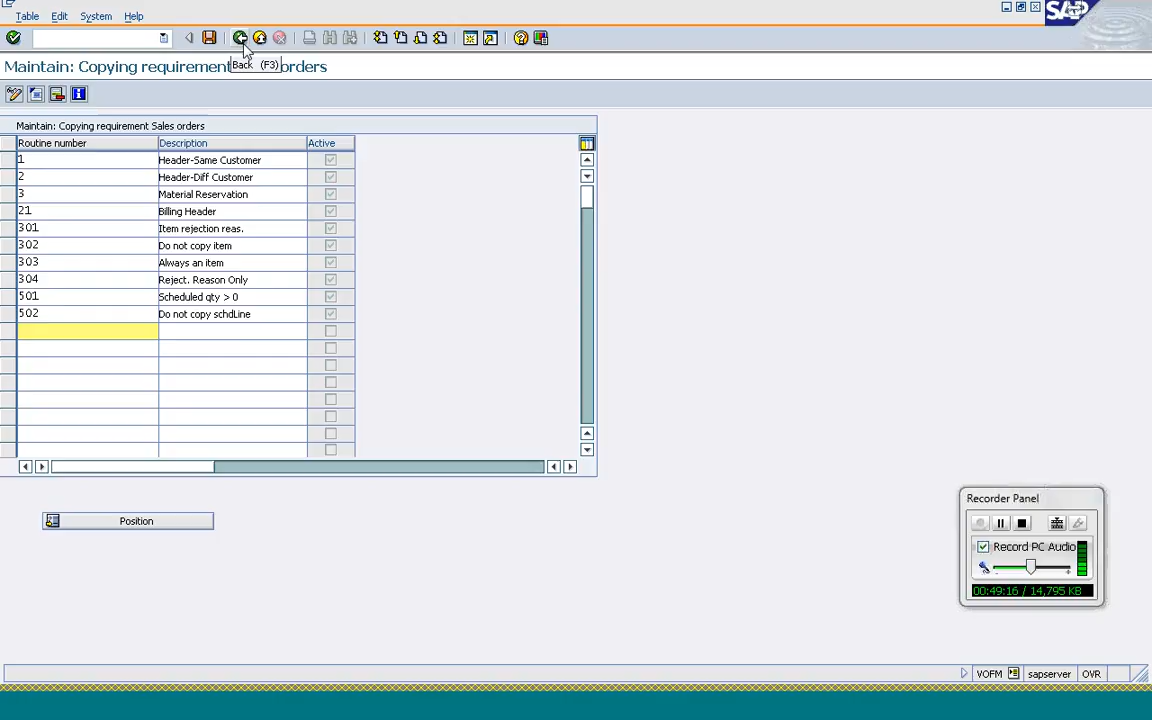 Table Edit System Help
SAP
Maintain: Copying requirement orders
Back (F3)
Maintain: Copying requirement Sales orders
Routine number Description Active
1 Header-Same Customer
2 Header-Diff Customer
3 Material Reservation
21 Billing Header
301 Item rejection reas.
302 Do not copy item
303 Always an item
304 Reject. Reason Only
501 Scheduled qty > 0
502 Do not copy schdLine
Position
Recorder Panel
Record PC Audio
00:49:16 / 14,795 KB
VOFM sapserver OVR